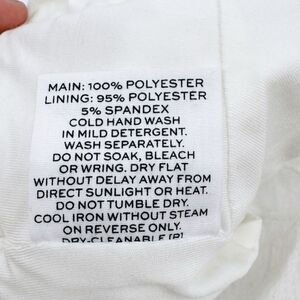 MAIN: 100% POLYESTER
LINING: 95% POLYESTER
5% SPANDEX
COLD HAND WASH
IN MILD DETERGENT.
WASH SEPARATELY.
DO NOT SOAK, BLEACH
OR WRING. DRY FLAT
WITHOUT DELAY AWAY FROM
DIRECT SUNLIGHT OR HEAT.
DO NOT TUMBLE DRY.
COOL IRON WITHOUT STEAM
ON REVERSE ONLY.
DRY-CLEANABLE [P]